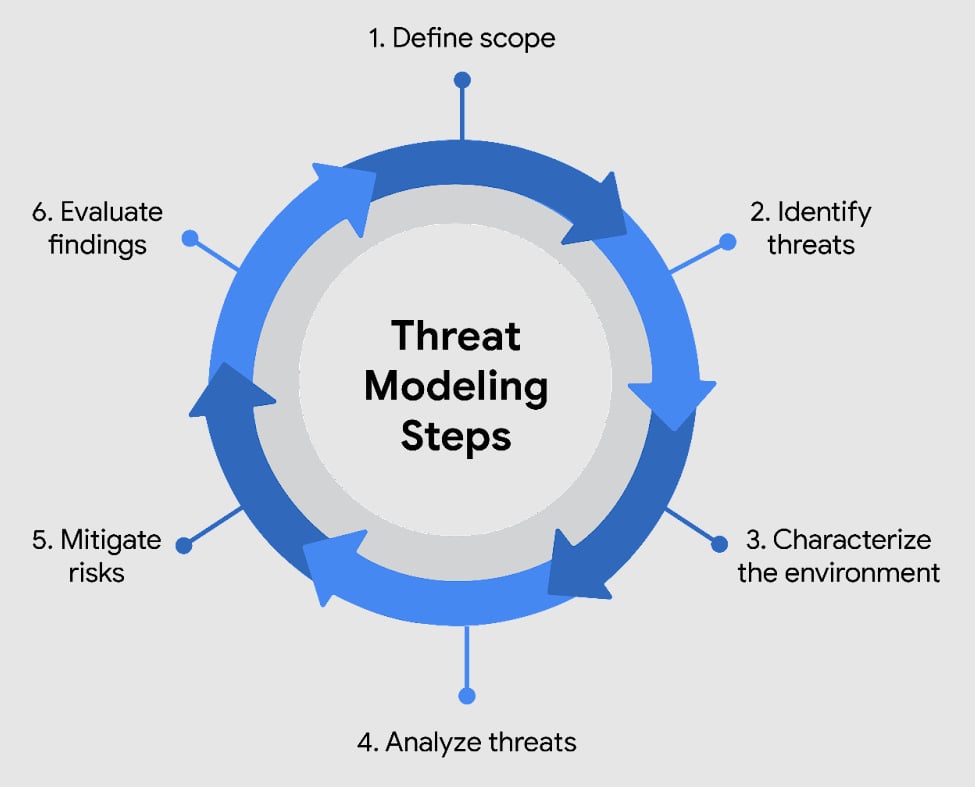 1. Define scope
2. Identify
threats
3. Characterize
the environment
4. Analyze threats
5. Mitigate
risks
6. Evaluate
findings
Threat
Modeling
Steps